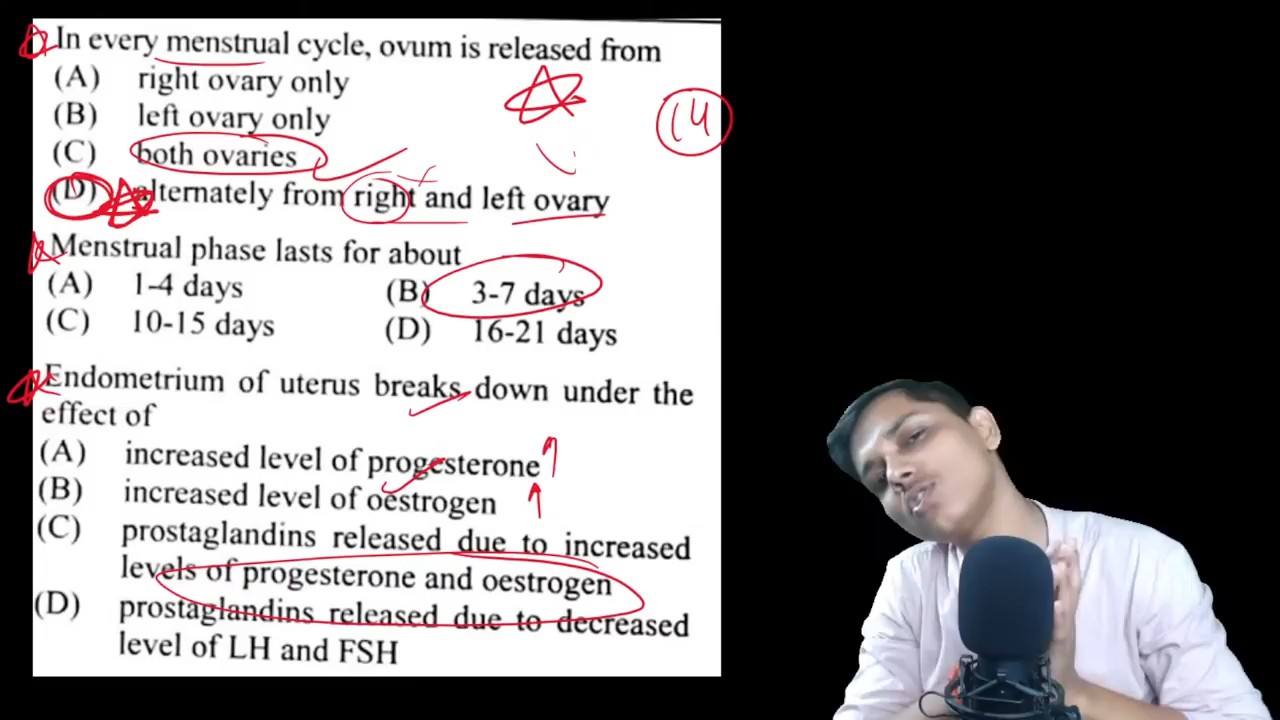 In every menstrual cycle, ovum is released from
(A) right ovary only
(B) left ovary only
(C) both ovaries
(D) alternately from right and left ovary
14
Menstrual phase lasts for about
(A) 1-4 days (B) 3-7 days
(C) 10-15 days (D) 16-21 days
Endometrium of uterus breaks down under the
effect of
(A) increased level of progesterone
(B) increased level of oestrogen
(C) prostaglandins released due to increased
levels of progesterone and oestrogen
(D) prostaglandins released due to decreased
level of LH and FSH